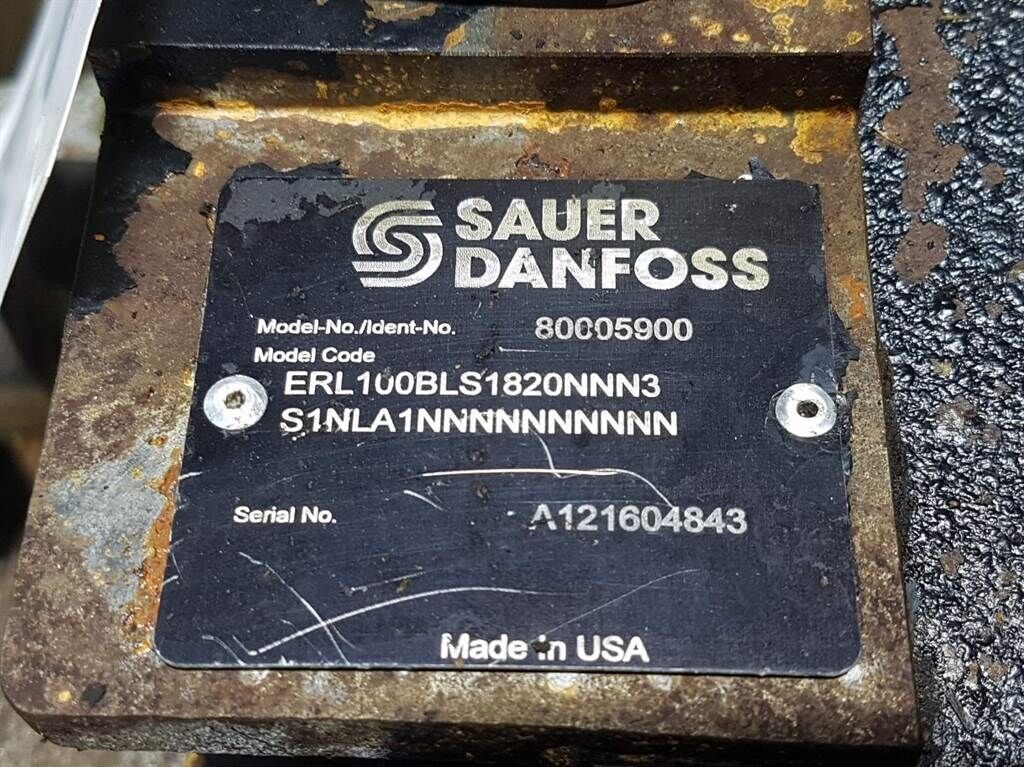 SAUER
DANFOSS
Model-No./Ident-No. 80005900
Model Code
ERL100BLS1820NNN3
S1NLA1NNNNNNNNNN
Serial No. A121604843
Made in USA